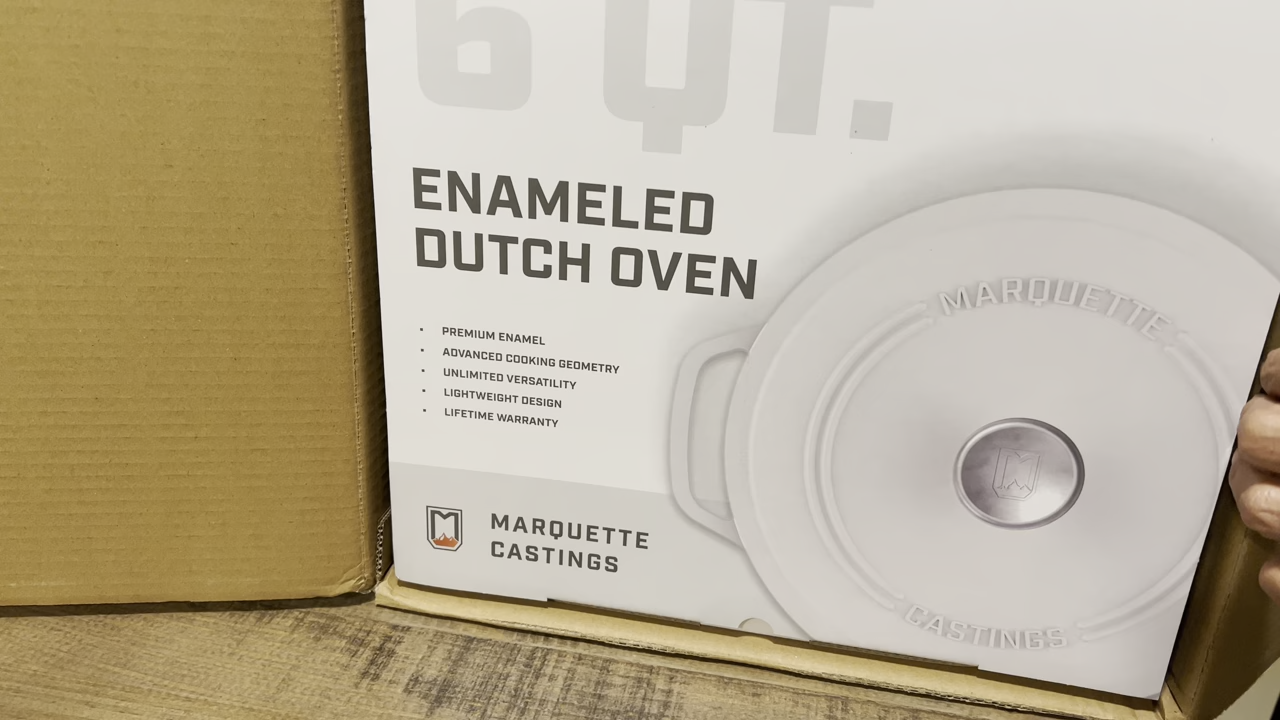 6 QT.
ENAMELED
DUTCH OVEN
PREMIUM ENAMEL
ADVANCED COOKING GEOMETRY
UNLIMITED VERSATILITY
LIGHTWEIGHT DESIGN
LIFETIME WARRANTY
MARQUETTE
CASTINGS
MARQUETTE
M
CASTINGS